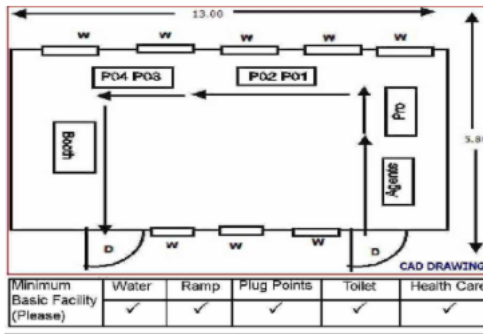 13.00
W W W W W
P04 P03 P02 P01
Pro
Booth
Agents
D W W W D
CAD DRAWING
Minimum Basic Facility (Please) Water Ramp Plug Points Toilet Health Care
✓ ✓ ✓ ✓ ✓